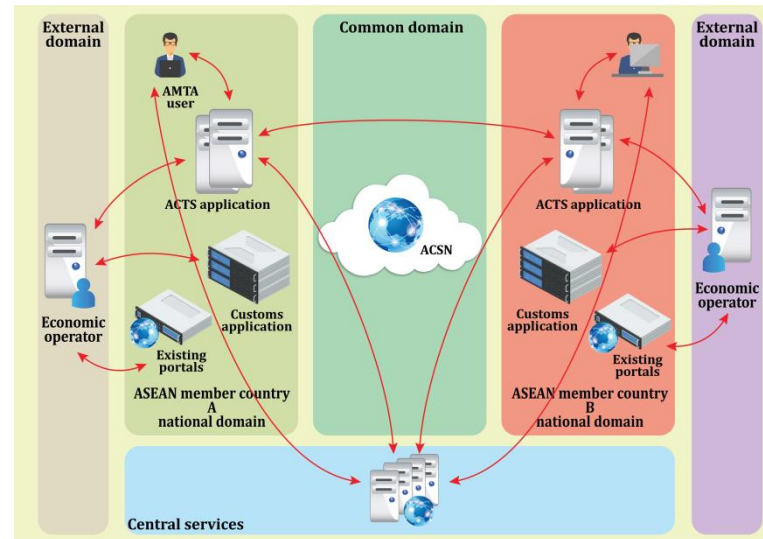 External
domain
Common domain
External
domain
AMTA
user
ACTS application
ACTS application
ACSN
Economic
operator
Customs
application
Existing
portals
Customs
application
Existing
portals
Economic
operator
ASEAN member country
A
national domain
ASEAN member country
B
national domain
Central services